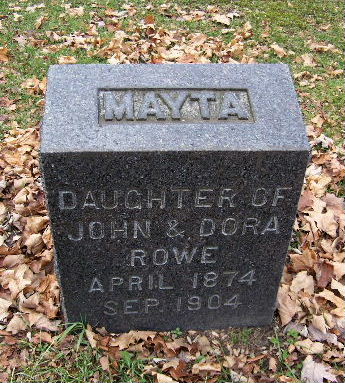 MAYTA
DAUGHTER OF
JOHN & DORA
ROWE
APRIL 1874
SEP. 1904